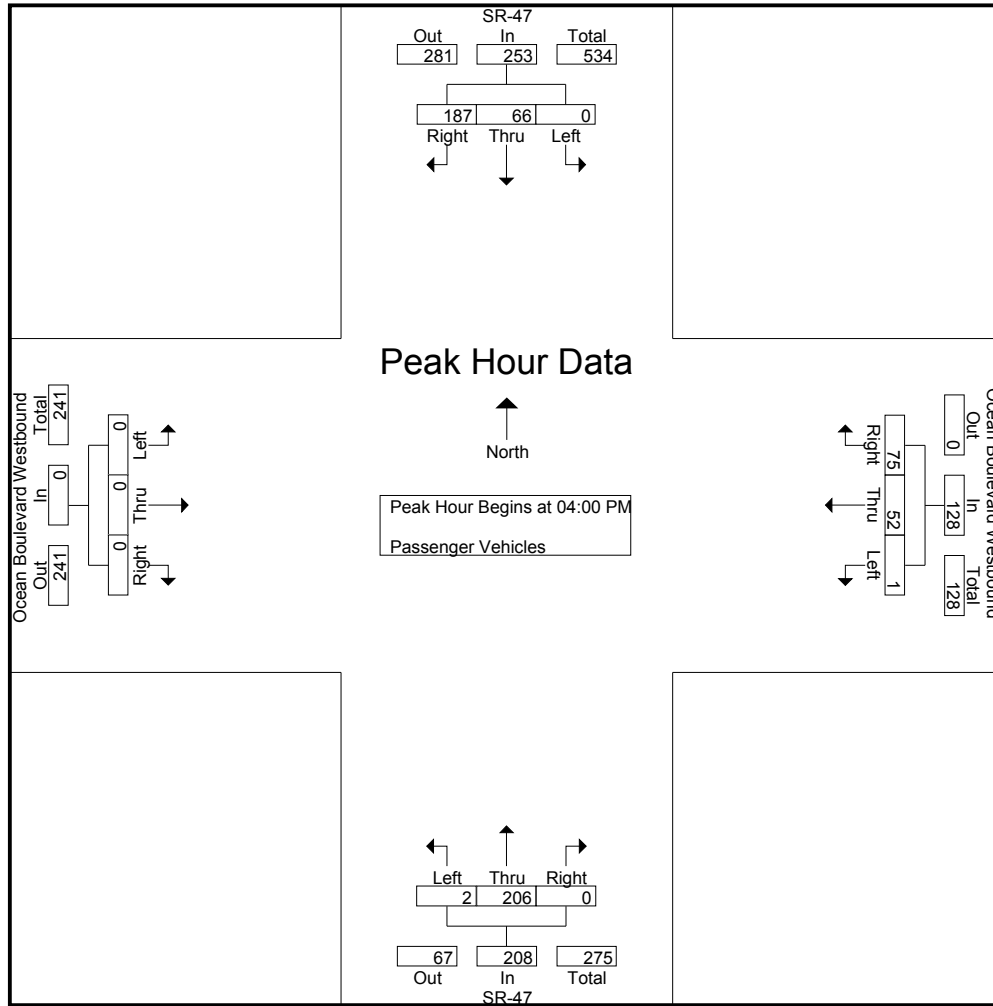 SR-47
Out In Total
281 253 534
187 66 0
Right Thru Left
Peak Hour Data
North
Peak Hour Begins at 04:00 PM
Passenger Vehicles
Ocean Boulevard Westbound
Total In Out
241 0 241
0 0 0
Left Thru Right
Right Thru Left
75 52 1
Out In Total
0 128 128
Ocean Boulevard Westbound
Left Thru Right
2 206 0
67 208 275
Out In Total
SR-47